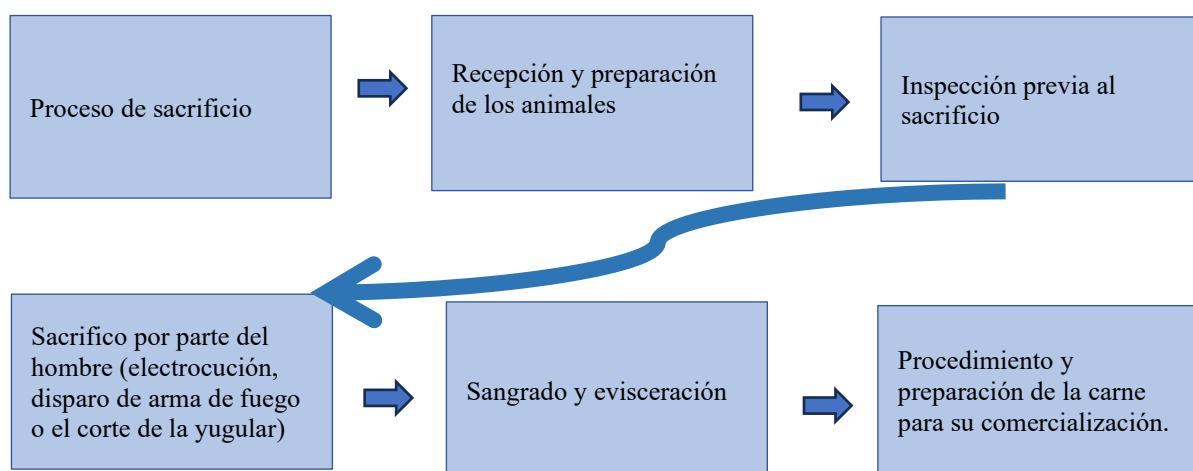 Proceso de sacrificio
Recepción y preparación
de los animales
Inspección previa al
sacrificio
Sacrifico por parte del
hombre (electrocución,
disparo de arma de fuego
o el corte de la yugular)
Sangrado y evisceración
Procedimiento y
preparación de la carne
para su comercialización.